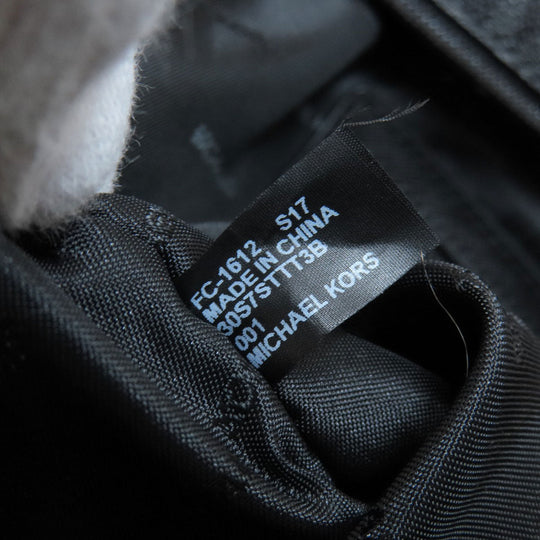 FC-1612 S17
MADE IN CHINA
30S7STTT3B
001
MICHAEL KORS